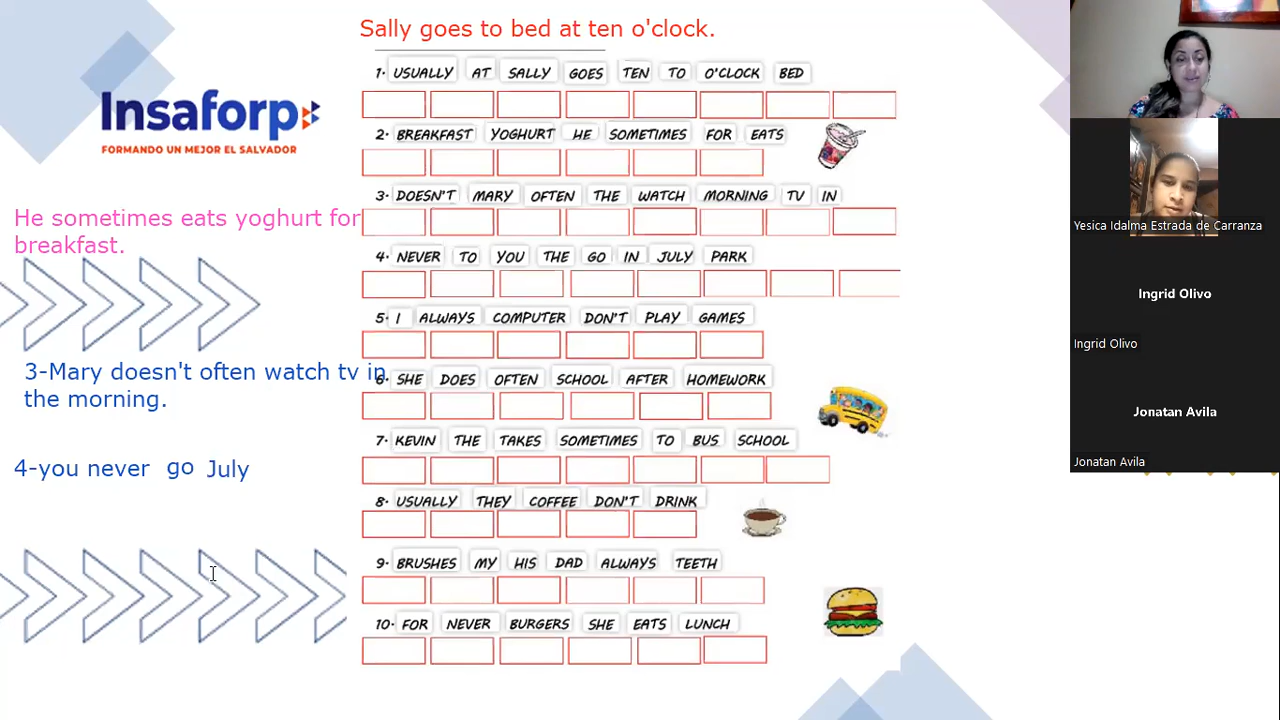 Sally goes to bed at ten o'clock.
1. USUALLY AT SALLY GOES TEN TO O'CLOCK BED
Insaforp
FORMANDO UN MEJOR EL SALVADOR
2. BREAKFAST YOGHURT HE SOMETIMES FOR EATS
3. DOESN'T MARY OFTEN THE WATCH MORNING TV IN
He sometimes eats yoghurt for
breakfast.
4. NEVER TO YOU THE GO IN JULY PARK
5. I ALWAYS COMPUTER DON'T PLAY GAMES
3-Mary doesn't often watch tv in
the morning.
6. SHE DOES OFTEN SCHOOL AFTER HOMEWORK
7. KEVIN THE TAKES SOMETIMES TO BUS SCHOOL
4-you never go July
8. USUALLY THEY COFFEE DON'T DRINK
9. BRUSHES MY HIS DAD ALWAYS TEETH
10. FOR NEVER BURGERS SHE EATS LUNCH
Yesica Idalma Estrada de Carranza
Ingrid Olivo
Ingrid Olivo
Jonatan Avila
Jonatan Avila